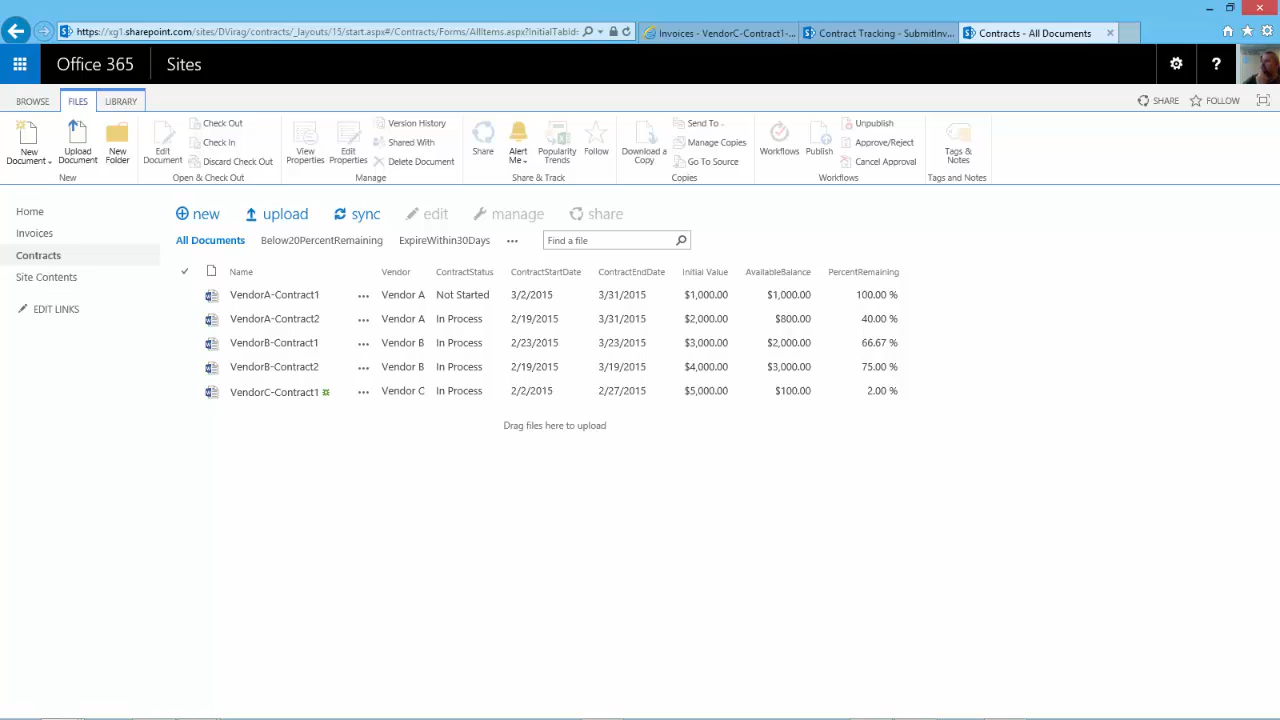 https://xg1.sharepoint.com/sites/DVirag/contracts/_layouts/15/start.aspx#/Contracts/Forms/AllItems.aspx?InitialTabId:
Invoices - VendorC-Contract1-...
Contract Tracking - SubmitInv...
Contracts - All Documents
Office 365
Sites
?
BROWSE
FILES
LIBRARY
SHARE
FOLLOW
New Document
Upload Document
New Folder
New
Edit Document
Check Out
Check In
Discard Check Out
Open & Check Out
View Properties
Edit Properties
Version History
Shared With
Delete Document
Manage
Share
Alert Me
Popularity Trends
Follow
Share & Track
Download a Copy
Send To
Manage Copies
Go To Source
Copies
Workflows
Publish
Unpublish
Approve/Reject
Cancel Approval
Workflows
Tags & Notes
Tags and Notes
Home
Invoices
Contracts
Site Contents
EDIT LINKS
new upload sync edit manage share
All Documents Below20PercentRemaining ExpireWithin30Days ... Find a file
Name Vendor ContractStatus ContractStartDate ContractEndDate Initial Value AvailableBalance PercentRemaining
VendorA-Contract1 ... Vendor A Not Started 3/2/2015 3/31/2015 $1,000.00 $1,000.00 100.00 %
VendorA-Contract2 ... Vendor A In Process 2/19/2015 3/31/2015 $2,000.00 $800.00 40.00 %
VendorB-Contract1 ... Vendor B In Process 2/23/2015 3/23/2015 $3,000.00 $2,000.00 66.67 %
VendorB-Contract2 ... Vendor B In Process 2/19/2015 3/19/2015 $4,000.00 $3,000.00 75.00 %
VendorC-Contract1 ... Vendor C In Process 2/2/2015 2/27/2015 $5,000.00 $100.00 2.00 %
Drag files here to upload